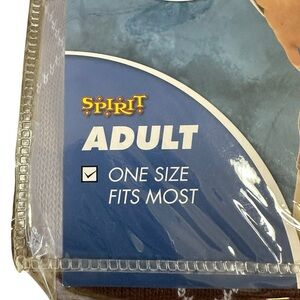 SPIRIT
ADULT
ONE SIZE
FITS MOST